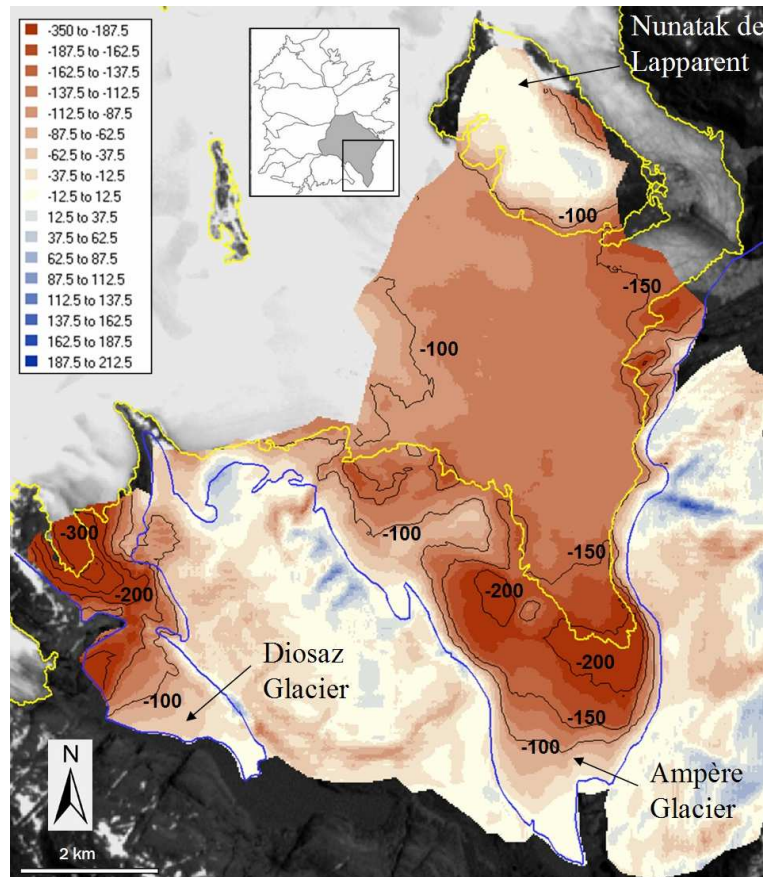 -350 to -187.5
-187.5 to -162.5
-162.5 to -137.5
-137.5 to -112.5
-112.5 to -87.5
-87.5 to -62.5
-62.5 to -37.5
-37.5 to -12.5
-12.5 to 12.5
12.5 to 37.5
37.5 to 62.5
62.5 to 87.5
87.5 to 112.5
112.5 to 137.5
137.5 to 162.5
162.5 to 187.5
187.5 to 212.5
Nunatak de
Lapparent
-100
-150
-100
-100
-300
-200
-150
-200
-200
-100
-150
-100
Diosaz
Glacier
Ampère
Glacier
N
2 km